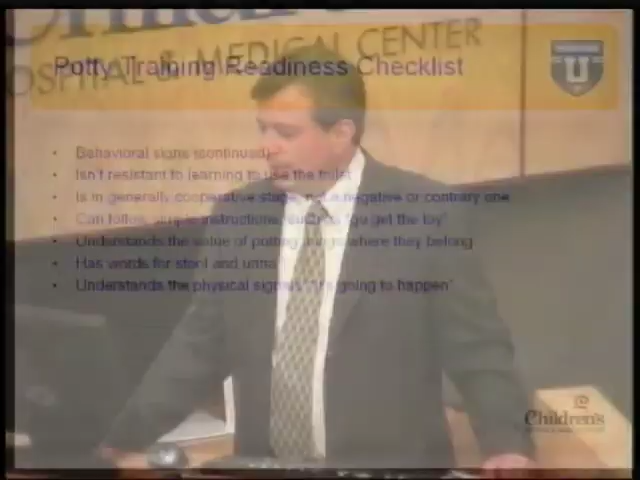 HOSPITAL & MEDICAL CENTER
Potty Training Readiness Checklist
U
• Behavioral signs (continued)
• Isn't resistant to learning to use the toilet
• Is in generally cooperative stage, not a negative or contrary one
• Can follow simple instructions, such as "go get the toy"
• Understands the value of putting things where they belong
• Has words for stool and urine
• Understands the physical signals "it's going to happen"
Children's